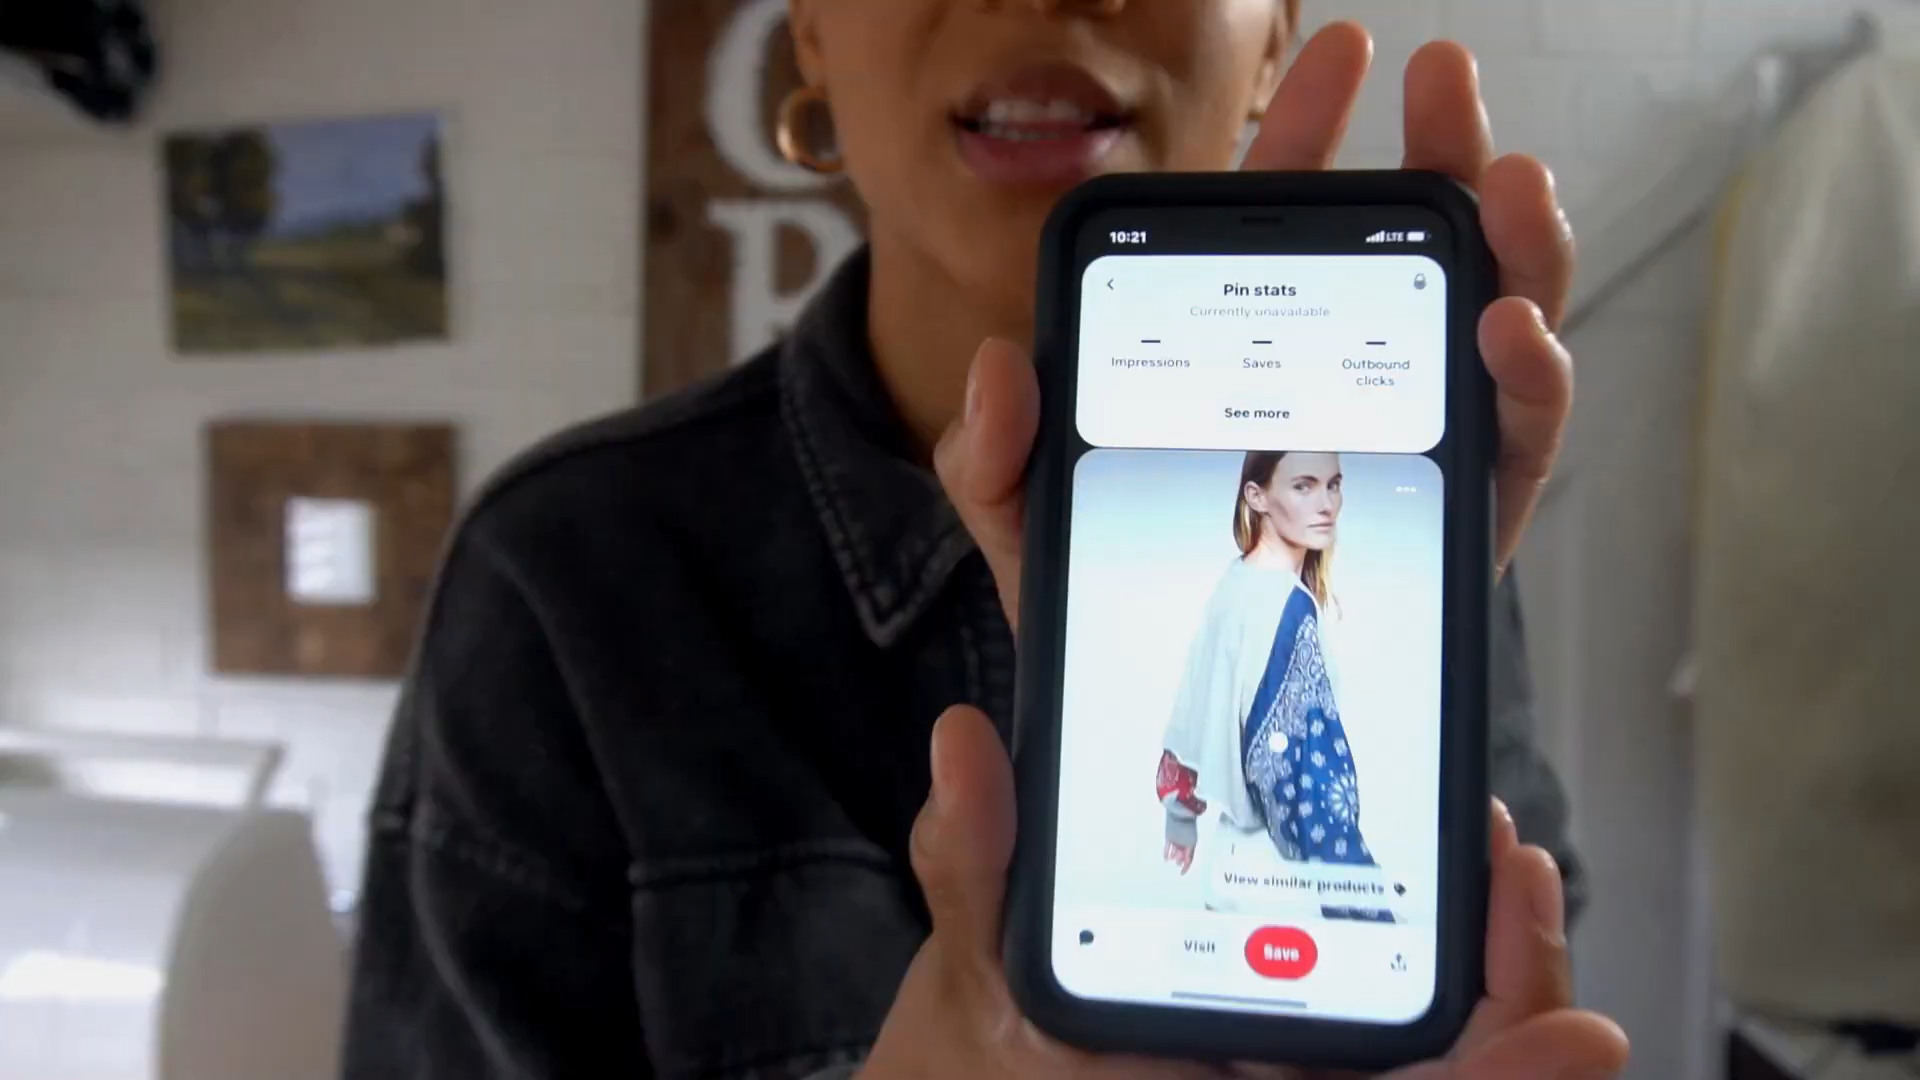 10:21
LTE
Pin stats
Currently unavailable
Impressions
Saves
Outbound
clicks
See more
View similar products
Visit
Save